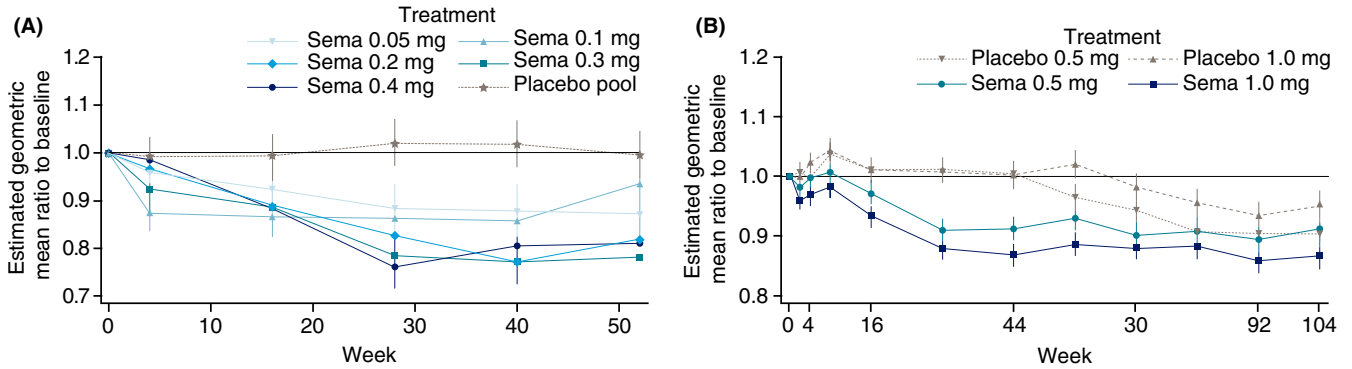 (A)
Treatment
Sema 0.05 mg Sema 0.1 mg
Sema 0.2 mg Sema 0.3 mg
Sema 0.4 mg Placebo pool
Estimated geometric
mean ratio to baseline
1.2
1.1
1.0
0.9
0.8
0.7
0 10 20 30 40 50
Week
(B)
Treatment
Placebo 0.5 mg Placebo 1.0 mg
Sema 0.5 mg Sema 1.0 mg
Estimated geometric
mean ratio to baseline
1.2
1.1
1.0
0.9
0.8
0 4 16 44 30 92 104
Week